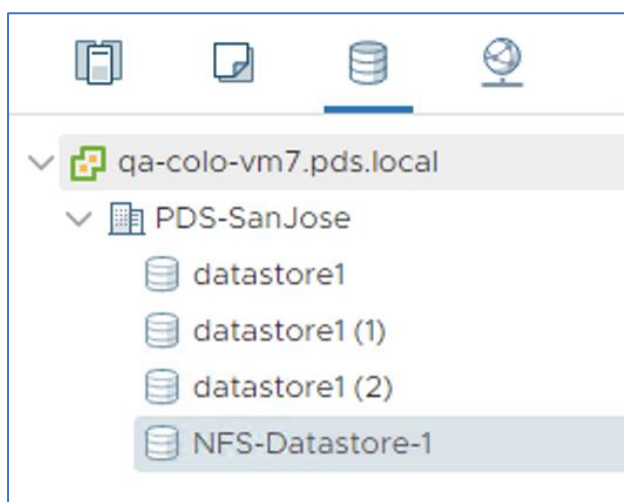 qa-colo-vm7.pds.local
PDS-SanJose
datastore1
datastore1 (1)
datastore1 (2)
NFS-Datastore-1